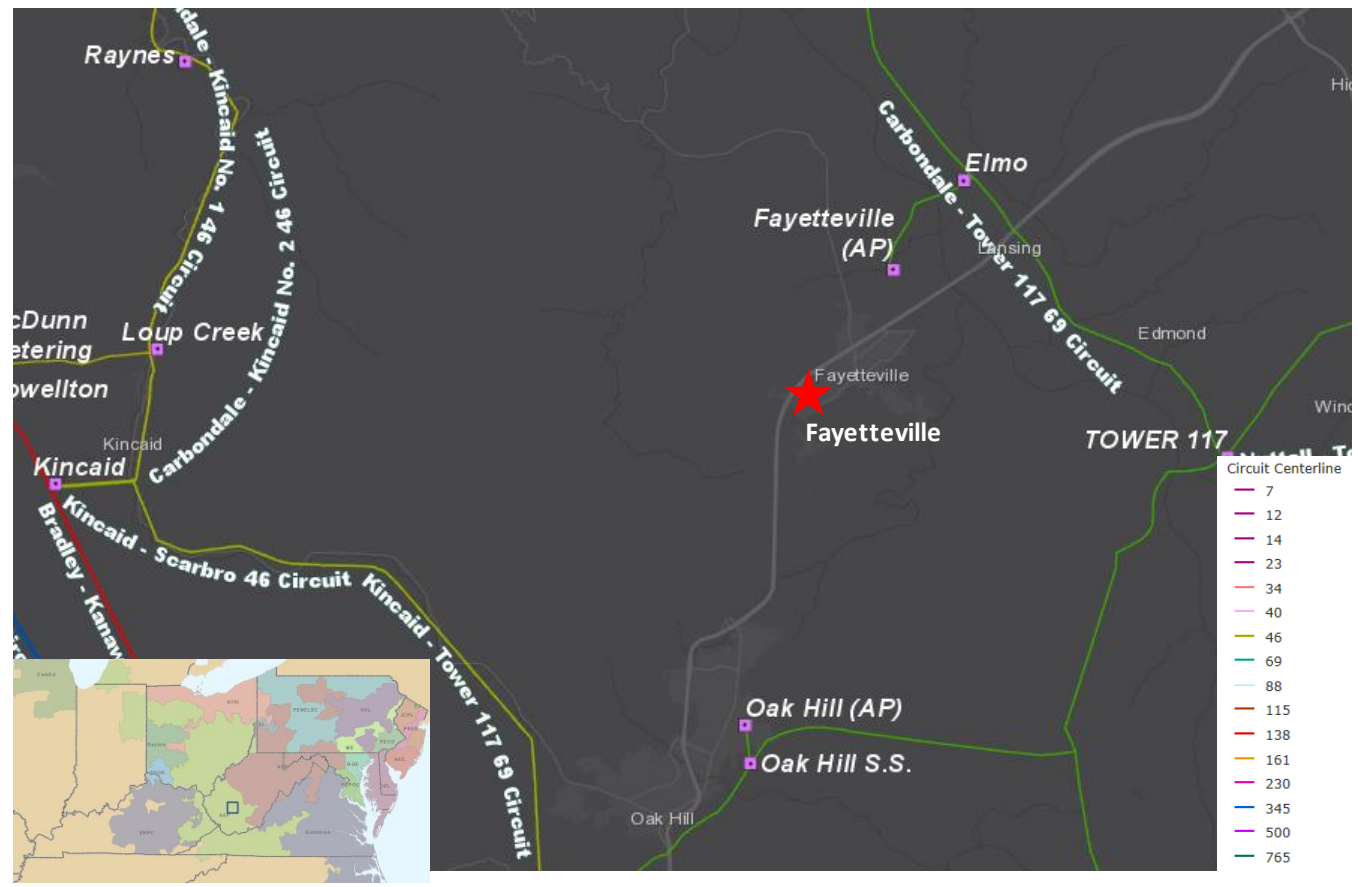 Raynes
ndale - Kincaid No. 1 46 Circuit
Carbondale - Kincaid No. 2 46 Circuit
Carbondale - Tower 117 69 Circuit
Elmo
Fayetteville
(AP)
Lansing
Hic
cDunn
etering
Loup Creek
owellton
Kincaid
Kincaid
Edmond
Fayetteville
Fayetteville
Wind
TOWER 117
Kincaid - Scarbro 46 Circuit
Kincaid - Tower 117 69 Circuit
Bradley - Kanaw
Oak Hill (AP)
Oak Hill S.S.
Oak Hill
Circuit Centerline
7
12
14
23
34
40
46
69
88
115
138
161
230
345
500
765